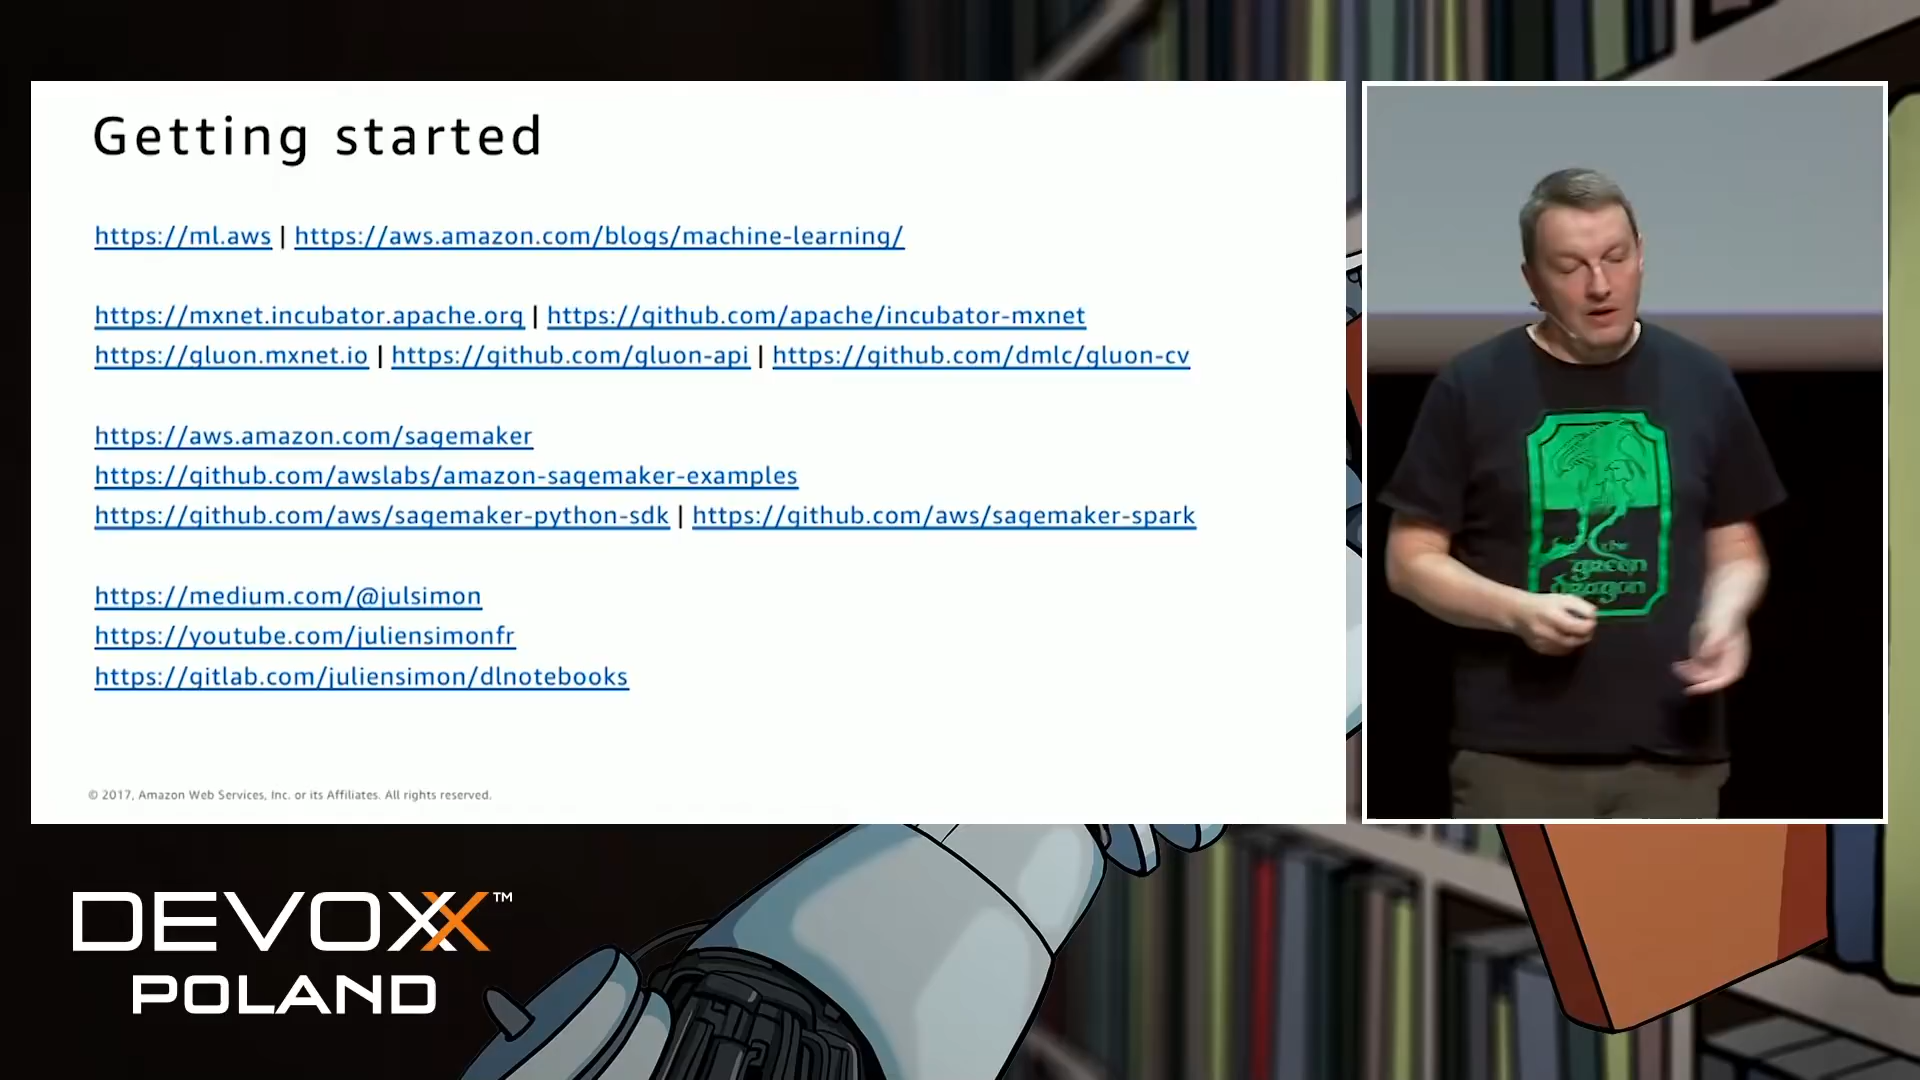 Getting started
https://ml.aws | https://aws.amazon.com/blogs/machine-learning/
https://mxnet.incubator.apache.org | https://github.com/apache/incubator-mxnet
https://gluon.mxnet.io | https://github.com/gluon-api | https://github.com/dmlc/gluon-cv
https://aws.amazon.com/sagemaker
https://github.com/awslabs/amazon-sagemaker-examples
https://github.com/aws/sagemaker-python-sdk | https://github.com/aws/sagemaker-spark
https://medium.com/@julsimon
https://youtube.com/juliensimonfr
https://gitlab.com/juliensimon/dlnotebooks
© 2017, Amazon Web Services, Inc. or its Affiliates. All rights reserved.
the
green
dragon
DEVOXX™
POLAND